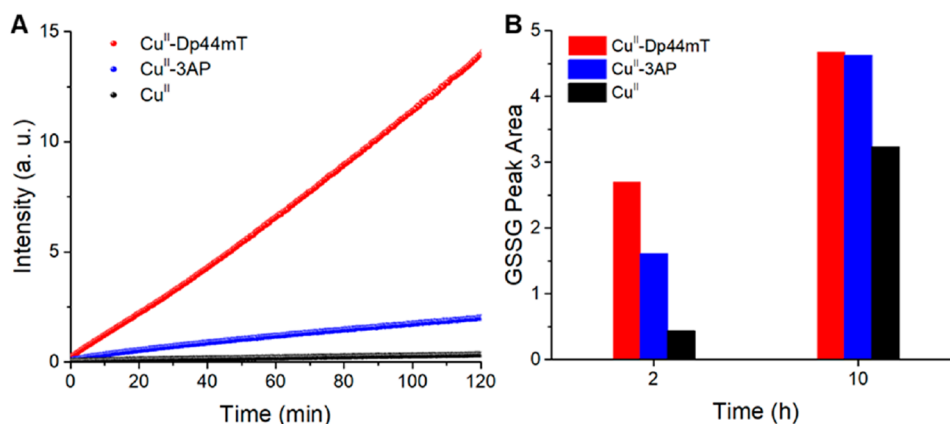 A
Cu^II-Dp44mT
Cu^II-3AP
Cu^II
Intensity (a. u.)
15
10
5
0
0 20 40 60 80 100 120
Time (min)
B
Cu^II-Dp44mT
Cu^II-3AP
Cu^II
GSSG Peak Area
5
4
3
2
1
0
2 10
Time (h)